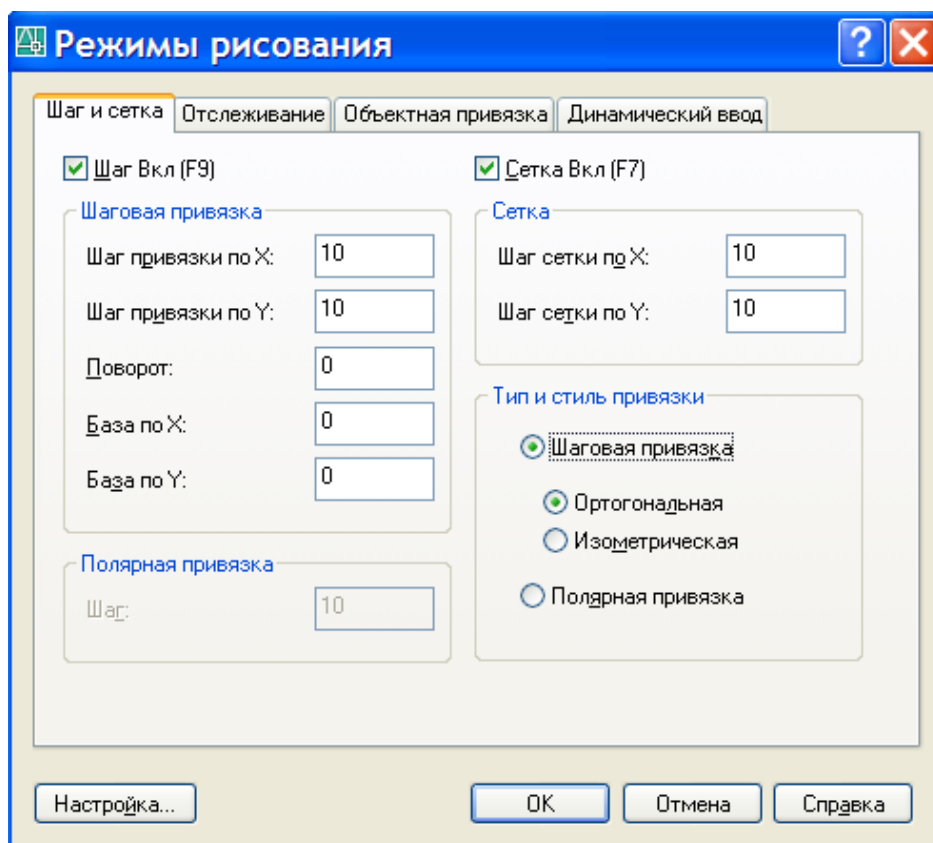 Режимы рисования
Шаг и сетка Отслеживание Объектная привязка Динамический ввод
Шаг Вкл (F9)
Шаговая привязка
Шаг привязки по X: 10
Шаг привязки по Y: 10
Поворот: 0
База по X: 0
База по Y: 0
Полярная привязка
Шаг: 10
Сетка Вкл (F7)
Сетка
Шаг сетки по X: 10
Шаг сетки по Y: 10
Тип и стиль привязки
Шаговая привязка
Ортогональная
Изометрическая
Полярная привязка
Настройка... OK Отмена Справка